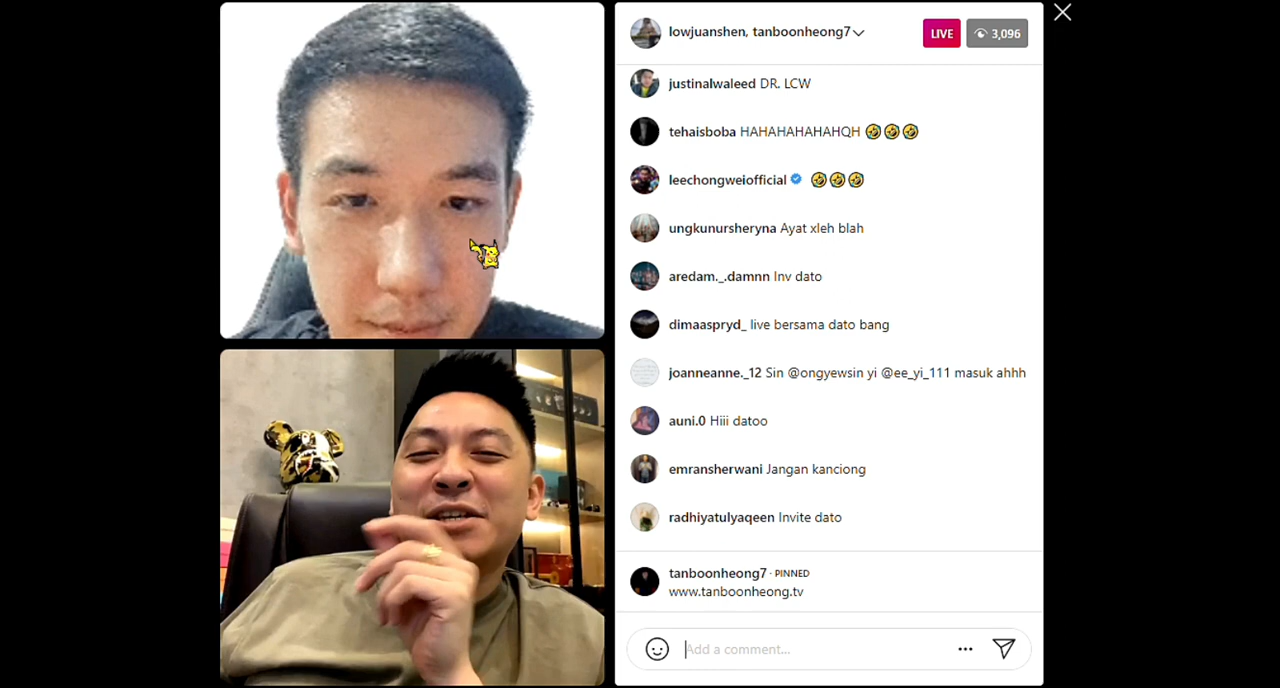 lowjuanshen, tanboonheong7
LIVE
3,096
justinalwaleed DR. LCW
tehaisboba HAHAHAHAHAHQH 🤣🤣🤣
leechongweiofficial 🤣🤣🤣
ungkunursheryna Ayat xleh blah
aredam._.damnn Inv dato
dimaaspryd_ live bersama dato bang
joanneanne._12 Sin @ongyewsin yi @ee_yi_111 masuk ahhh
auni.0 Hiii datoo
emransherwani Jangan kanciong
radhiyatulyaqeen Invite dato
tanboonheong7 · PINNED
www.tanboonheong.tv
Add a comment...